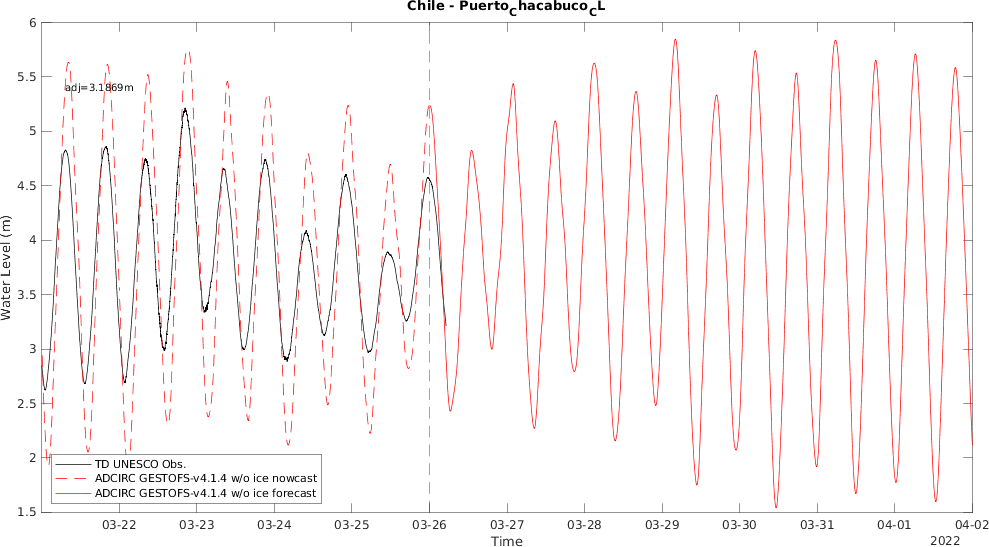 Chile - Puerto_Chacabuco_CL
6
5.5
5
4.5
4
3.5
3
2.5
2
1.5
Water Level (m)
adj=3.1869m
TD UNESCO Obs.
ADCIRC GESTOFS-v4.1.4 w/o ice nowcast
ADCIRC GESTOFS-v4.1.4 w/o ice forecast
03-22 03-23 03-24 03-25 03-26 03-27 03-28 03-29 03-30 03-31 04-01 04-02
Time
2022